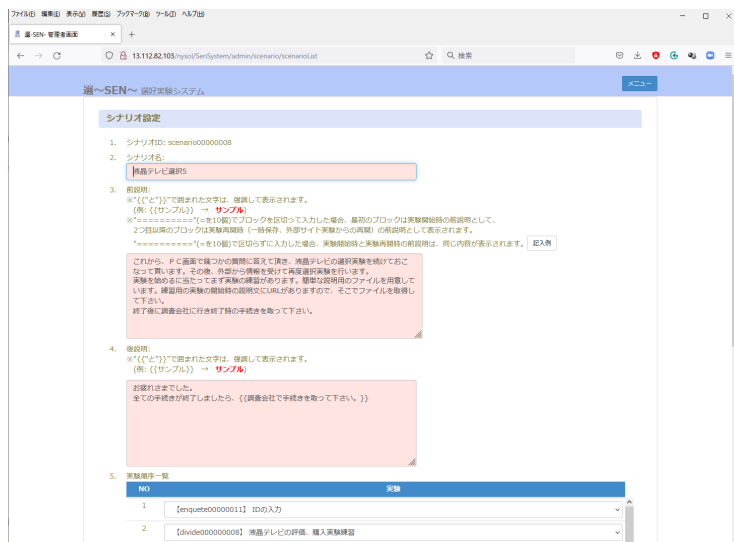 ファイル(F) 編集(E) 表示(V) 履歴(S) ブックマーク(B) ツール(T) ヘルプ(H)
選-SEN- 管理者画面
13.112.82.103/nysol/SenSystem/admin/scenario/scenarioList
検索
選～SEN～ 選好実験システム
メニュー
シナリオ設定
1. シナリオID: scenario00000008
2. シナリオ名:
液晶テレビ選択5
3. 前説明:
※"{{"と"}}"で囲まれた文字は、強調して表示されます。
(例: {{サンプル}} → サンプル)
※"=========="(=を10個)でブロックを区切って入力した場合、最初のブロックは実験開始時の前説明として、
2つ目以降のブロックは実験再開時（一時保存、外部サイト実験からの再開）の前説明として表示されます。
"=========="(=を10個)で区切らずに入力した場合、実験開始時と実験再開時の前説明は、同じ内容が表示されます。 記入例
これから、ＰＣ画面で幾つかの質問に答えて頂き、液晶テレビの選択実験を続けておこ
なって貰います。その後、外部から情報を受けて再度選択実験を行います。
実験を始めるに当たってまず実験の練習があります。簡単な説明用のファイルを用意して
います。練習用の実験の開始時の説明文にURLがありますので、そこでファイルを取得し
て下さい。
終了後に調査会社に行き終了時の手続きを取って下さい。
4. 後説明:
※"{{"と"}}"で囲まれた文字は、強調して表示されます。
(例: {{サンプル}} → サンプル)
お疲れさまでした。
全ての手続きが終了しましたら、{{調査会社で手続きを取って下さい。}}
5. 実験順序一覧
NO 実験
1 【enquete00000011】 IDの入力
2 【divide000000008】 液晶テレビの評価、購入実験練習